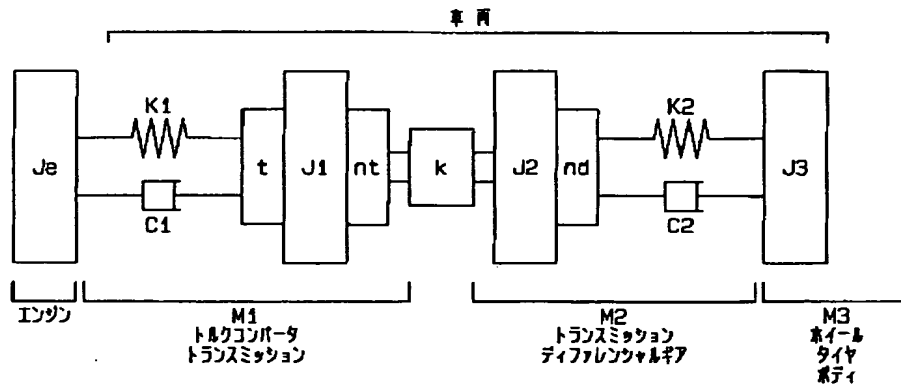 車両
K1
K2
Je
t
J1
nt
k
J2
nd
J3
C1
C2
エンジン
M1
トルクコンバータ
トランスミッション
M2
トランスミッション
ディファレンシャルギア
M3
ホイール
タイヤ
ボディ